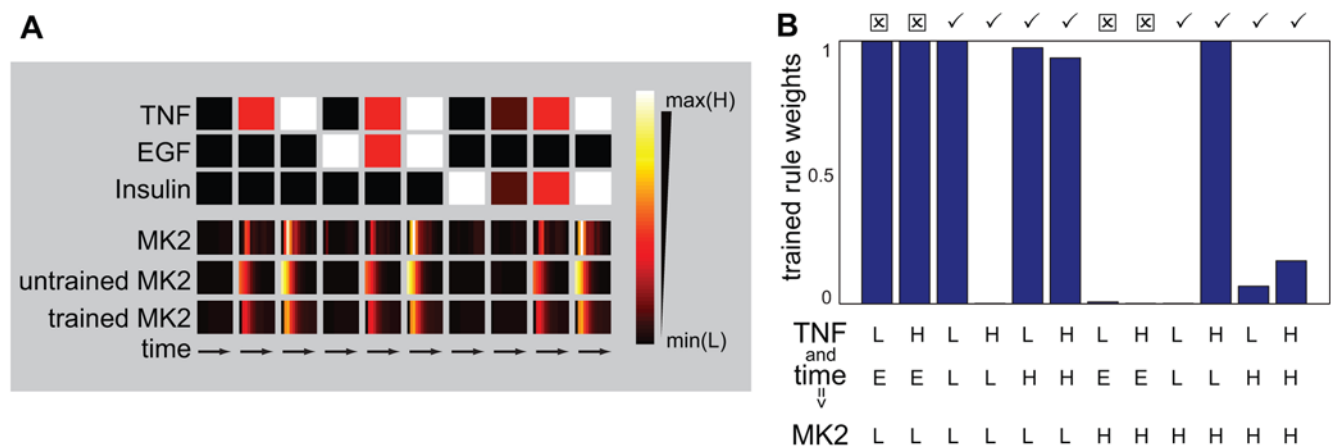 A
TNF
EGF
Insulin
MK2
untrained MK2
trained MK2
time
max(H)
min(L)
B
☒ ☒ ✓ ✓ ✓ ✓ ☒ ☒ ✓ ✓ ✓ ✓
trained rule weights
1
0.5
0
TNF L H L H L H L H L H L H
and
time E E L L H H E E L L H H
=>
MK2 L L L L L L H H H H H H